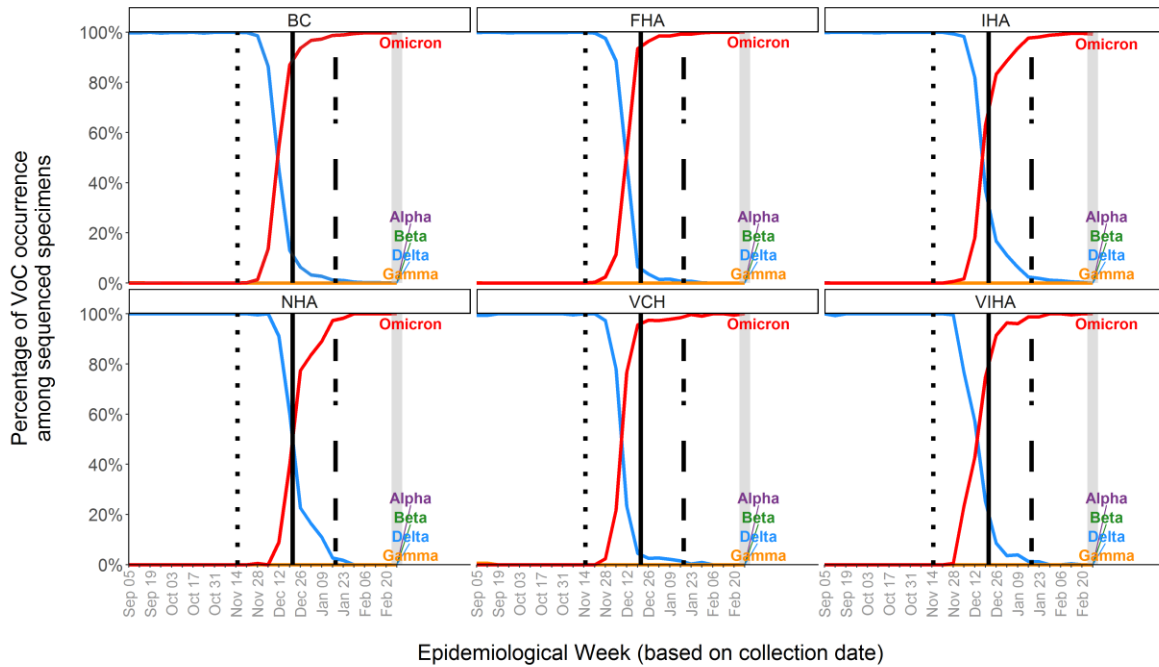 BC
FHA
IHA
100%
80%
60%
40%
20%
0%
Omicron
Alpha
Beta
Delta
Gamma
Omicron
Alpha
Beta
Delta
Gamma
Omicron
Alpha
Beta
Delta
Gamma
NHA
VCH
VIHA
100%
80%
60%
40%
20%
0%
Omicron
Alpha
Beta
Delta
Gamma
Omicron
Alpha
Beta
Delta
Gamma
Omicron
Alpha
Beta
Delta
Gamma
Percentage of VoC occurrence
among sequenced specimens
Sep 05
Sep 19
Oct 03
Oct 17
Oct 31
Nov 14
Nov 28
Dec 12
Dec 26
Jan 09
Jan 23
Feb 06
Feb 20
Sep 05
Sep 19
Oct 03
Oct 17
Oct 31
Nov 14
Nov 28
Dec 12
Dec 26
Jan 09
Jan 23
Feb 06
Feb 20
Sep 05
Sep 19
Oct 03
Oct 17
Oct 31
Nov 14
Nov 28
Dec 12
Dec 26
Jan 09
Jan 23
Feb 06
Feb 20
Epidemiological Week (based on collection date)